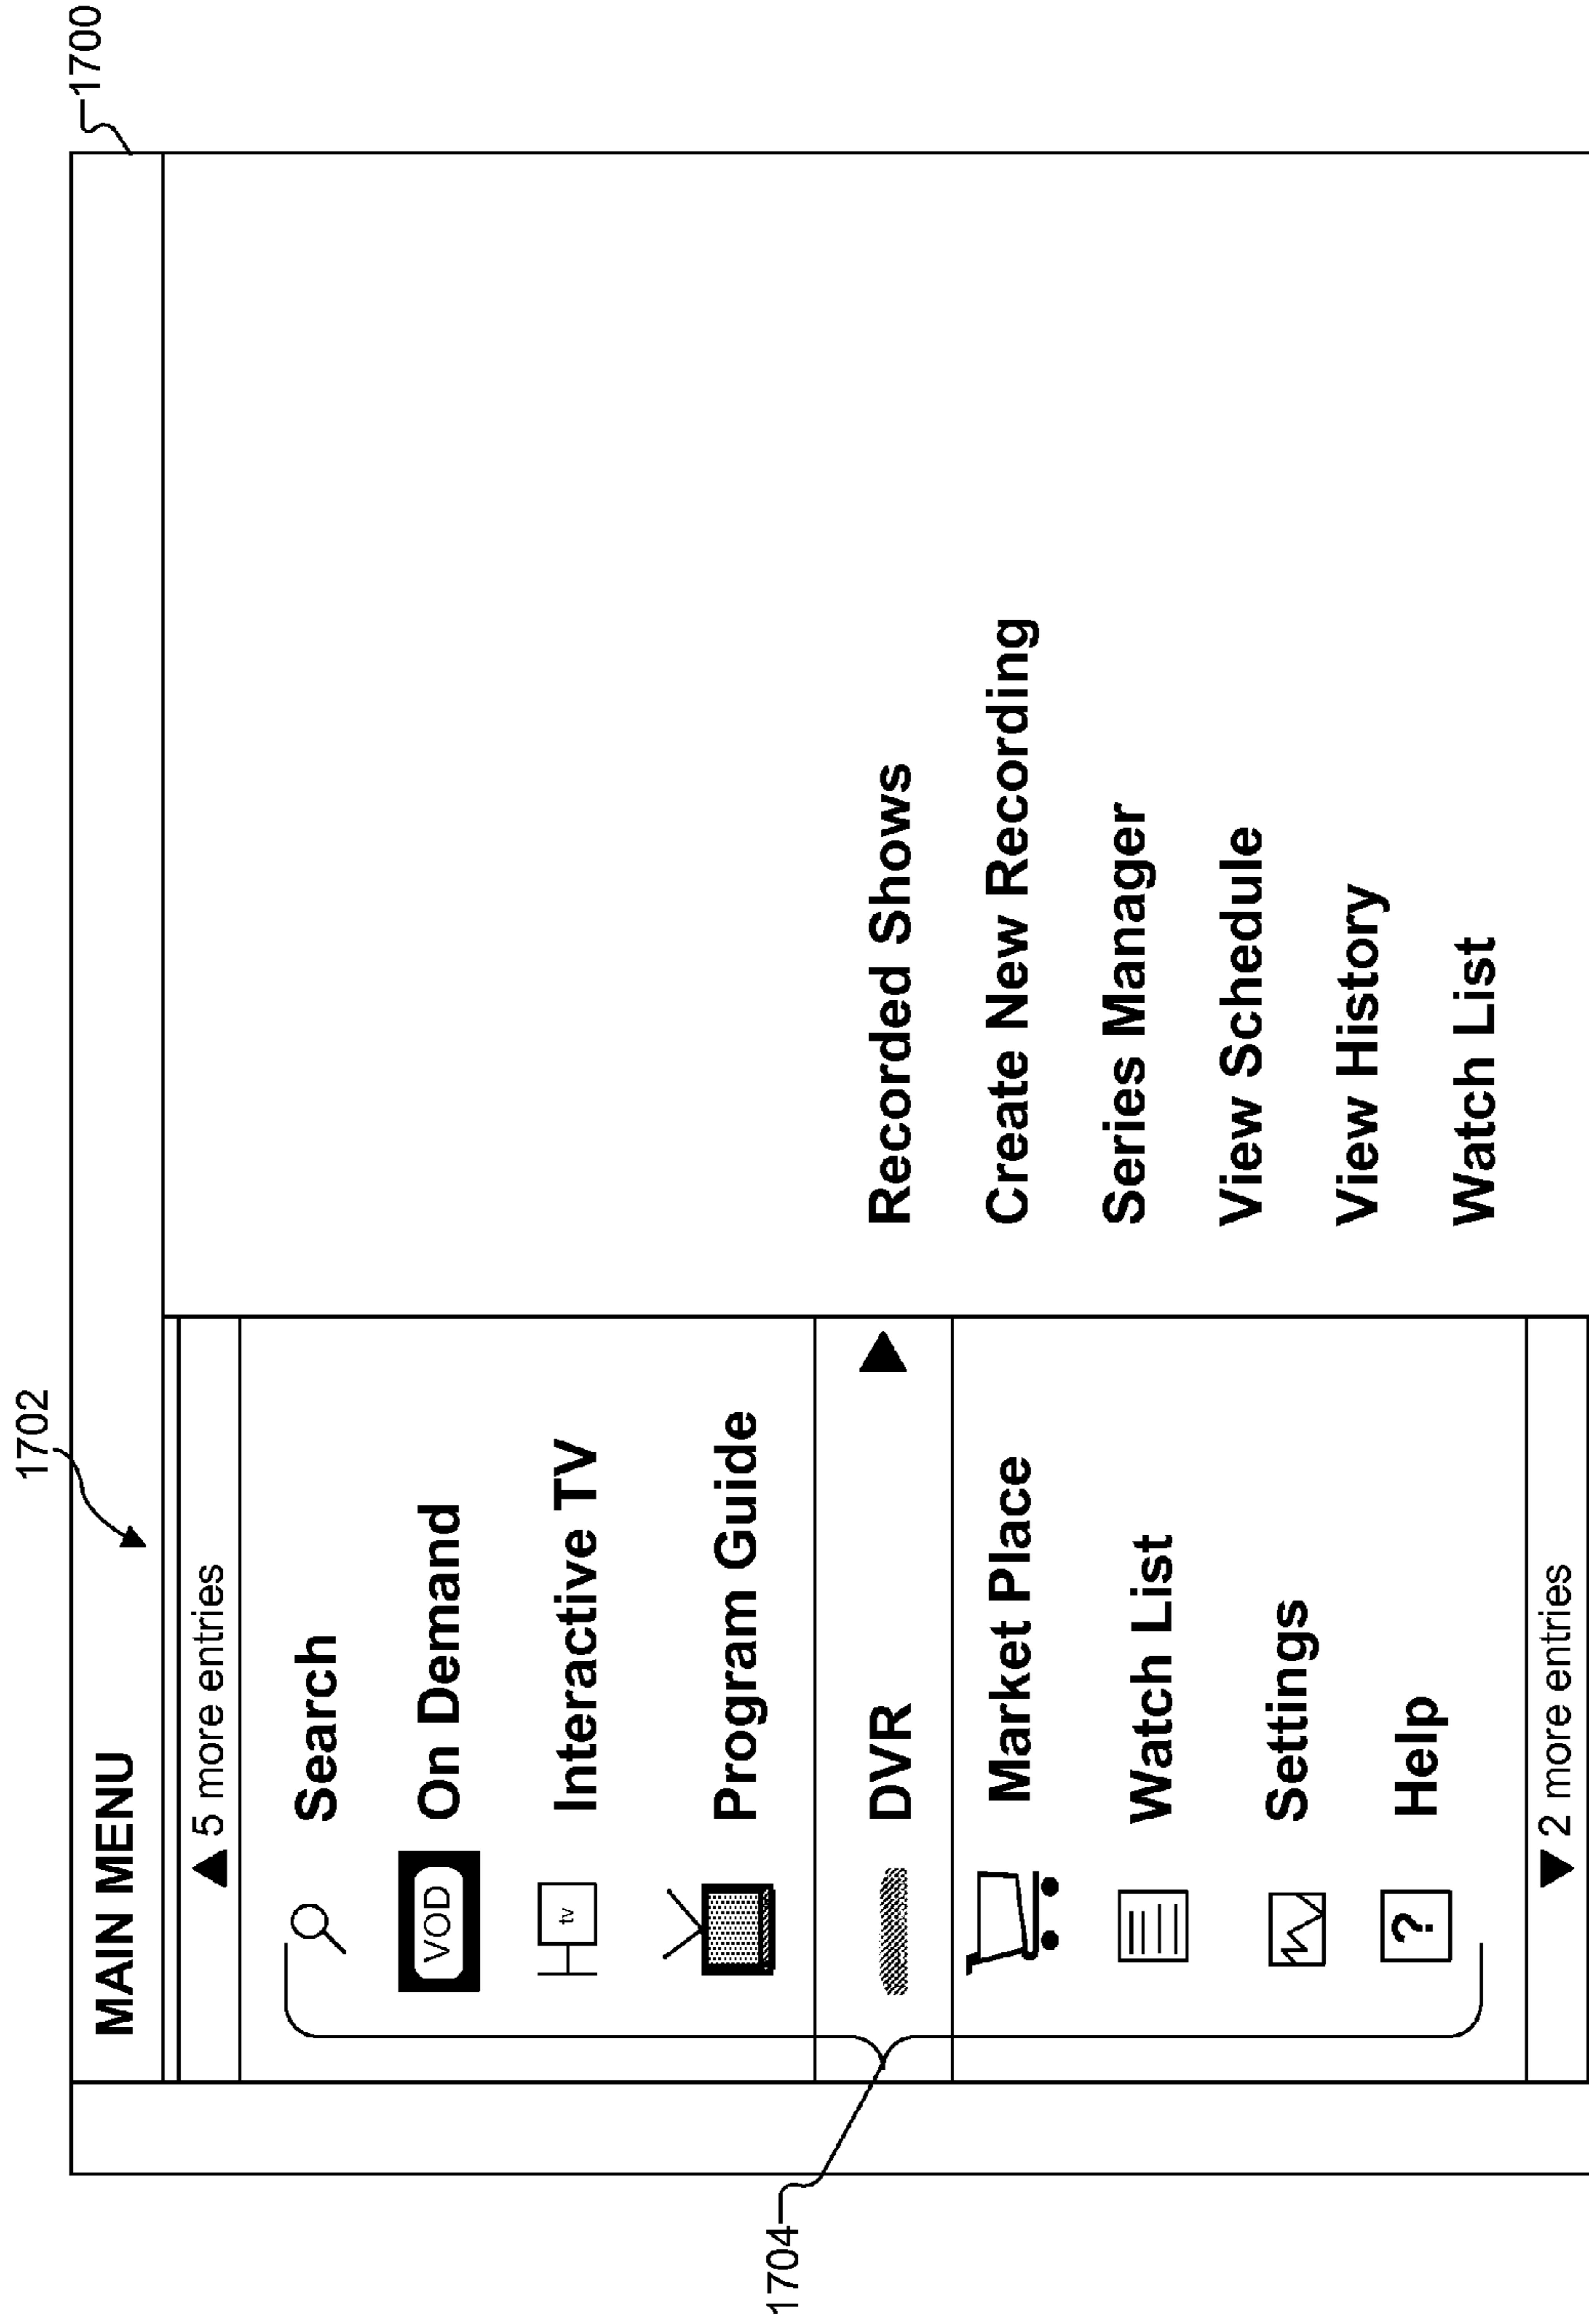 1700
1702
MAIN MENU
▲ 5 more entries
Search
VOD On Demand
tv Interactive TV
Program Guide
DVR ▶
Market Place
Watch List
Settings
? Help
▼ 2 more entries
Recorded Shows
Create New Recording
Series Manager
View Schedule
View History
Watch List
1704